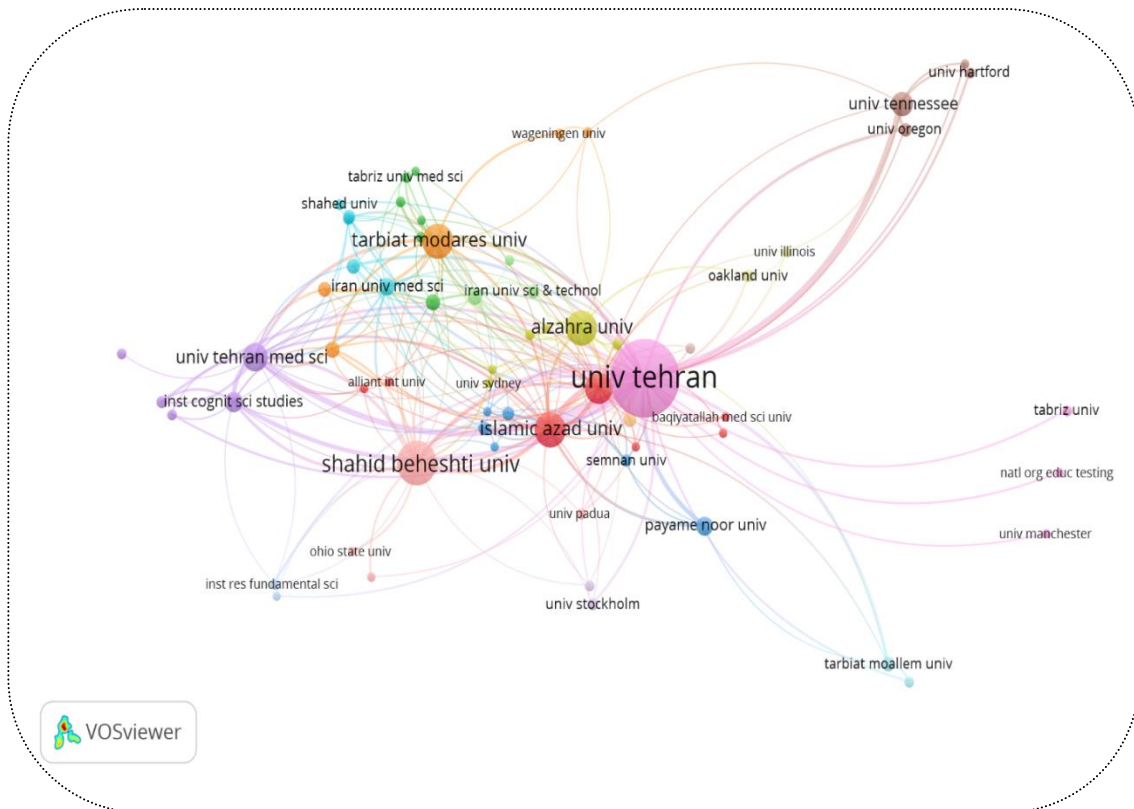 univ hartford
univ tennessee
univ oregon
wageningen univ
tabriz univ med sci
shahed univ
tarbiat modares univ
univ illinois
oakland univ
iran univ med sci
iran univ sci & technol
alzahra univ
univ tehran med sci
univ tehran
alliant int univ
univ sydney
inst cognit sci studies
baqiyatallah med sci univ
tabriz univ
islamic azad univ
shahid beheshti univ
semnan univ
natl org educ testing
univ padua
payame noor univ
univ manchester
ohio state univ
inst res fundamental sci
univ stockholm
tarbiat moallem univ
VOSviewer